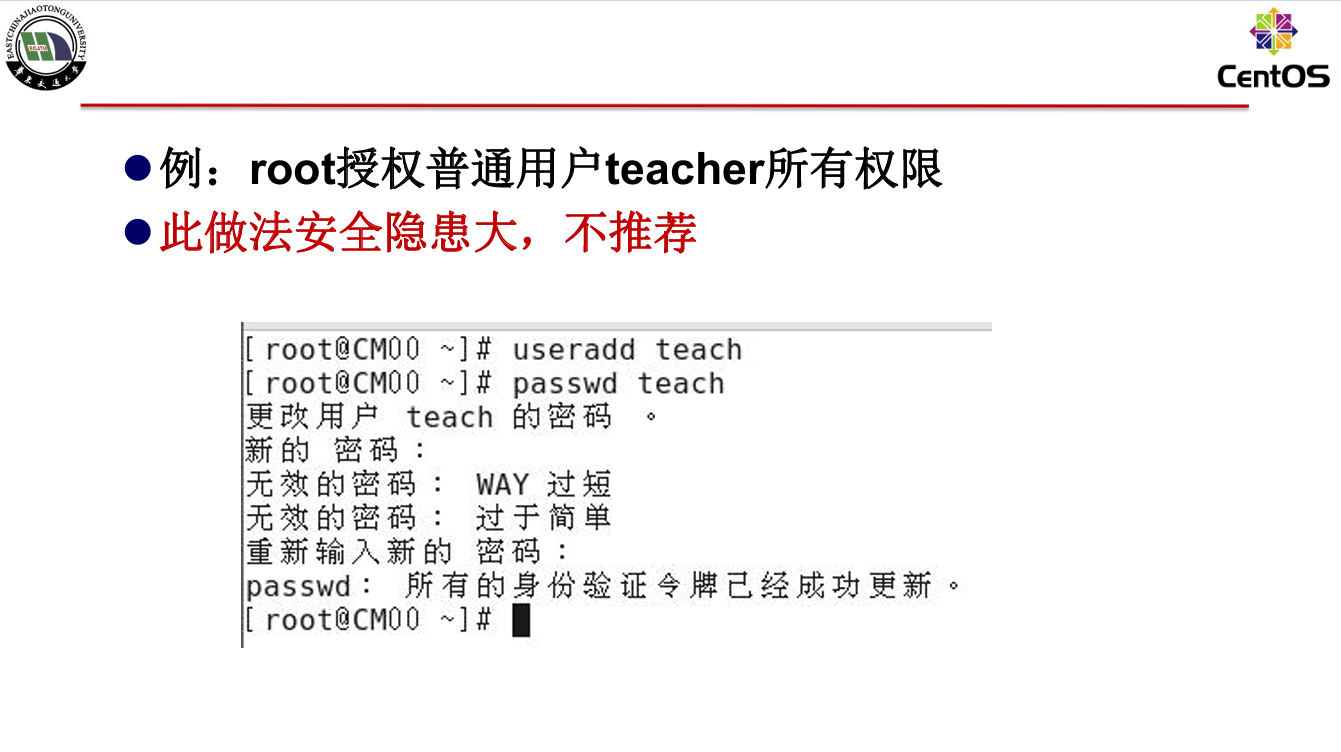 EASTCHINAJIAOTONGUNIVERSITY
ECJTU
华东交通大学
CentOS
例：root授权普通用户teacher所有权限
此做法安全隐患大，不推荐
[root@CM00 ~]# useradd teach
[root@CM00 ~]# passwd teach
更改用户 teach 的密码 。
新的 密码：
无效的密码： WAY 过短
无效的密码： 过于简单
重新输入新的 密码：
passwd： 所有的身份验证令牌已经成功更新。
[root@CM00 ~]#